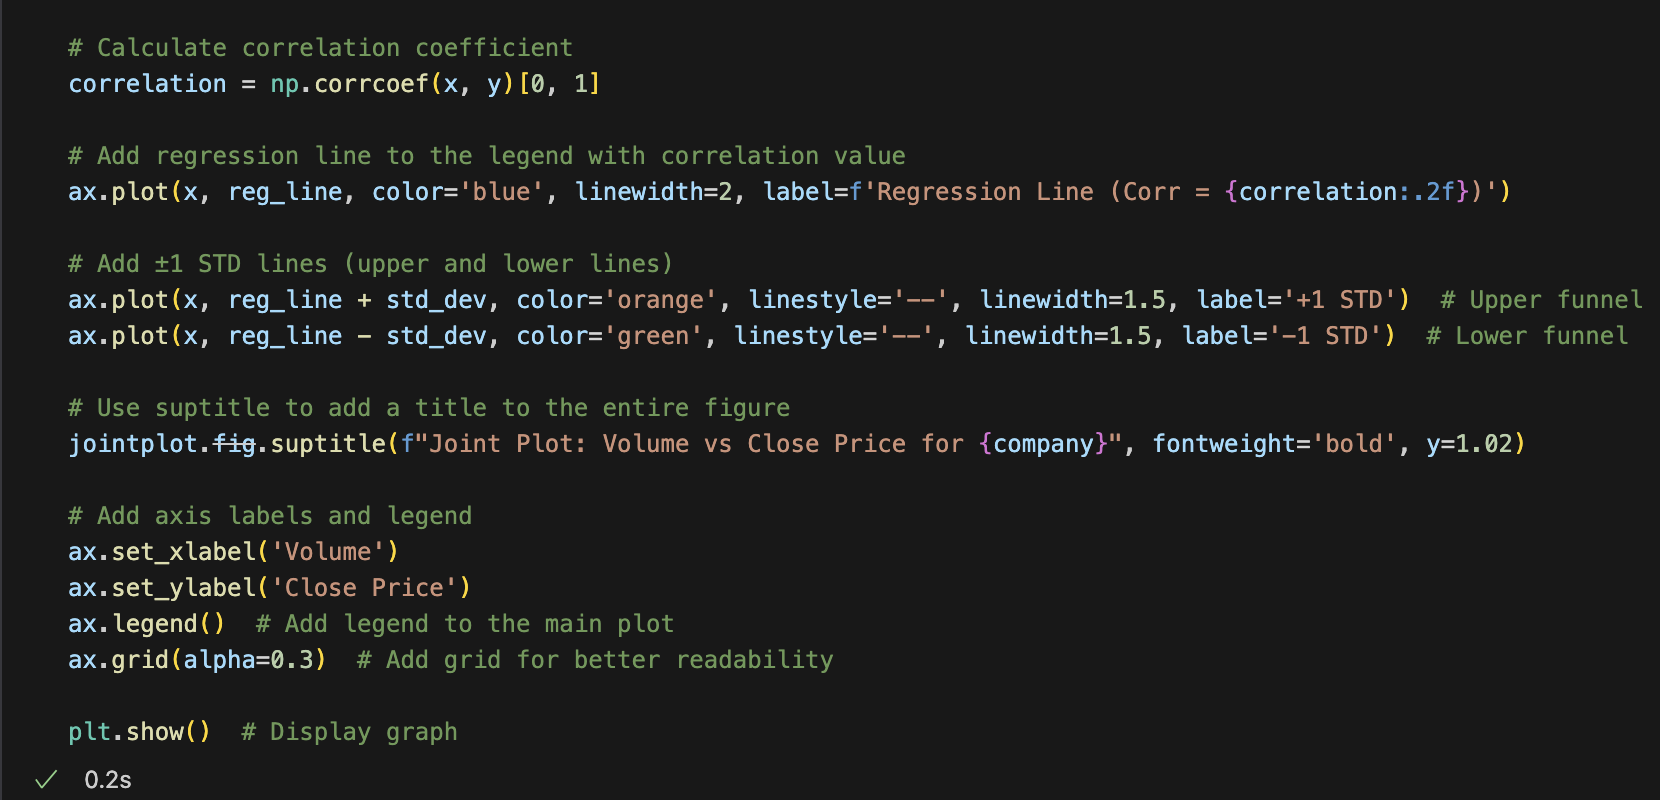 # Calculate correlation coefficient
correlation = np.corrcoef(x, y)[0, 1]
# Add regression line to the legend with correlation value
ax.plot(x, reg_line, color='blue', linewidth=2, label=f'Regression Line (Corr = {correlation:.2f})')
# Add ±1 STD lines (upper and lower lines)
ax.plot(x, reg_line + std_dev, color='orange', linestyle='--', linewidth=1.5, label='+1 STD')  # Upper funnel
ax.plot(x, reg_line - std_dev, color='green', linestyle='--', linewidth=1.5, label='-1 STD')  # Lower funnel
# Use suptitle to add a title to the entire figure
jointplot.fig.suptitle(f"Joint Plot: Volume vs Close Price for {company}", fontweight='bold', y=1.02)
# Add axis labels and legend
ax.set_xlabel('Volume')
ax.set_ylabel('Close Price')
ax.legend()  # Add legend to the main plot
ax.grid(alpha=0.3)  # Add grid for better readability
plt.show()  # Display graph
0.2s